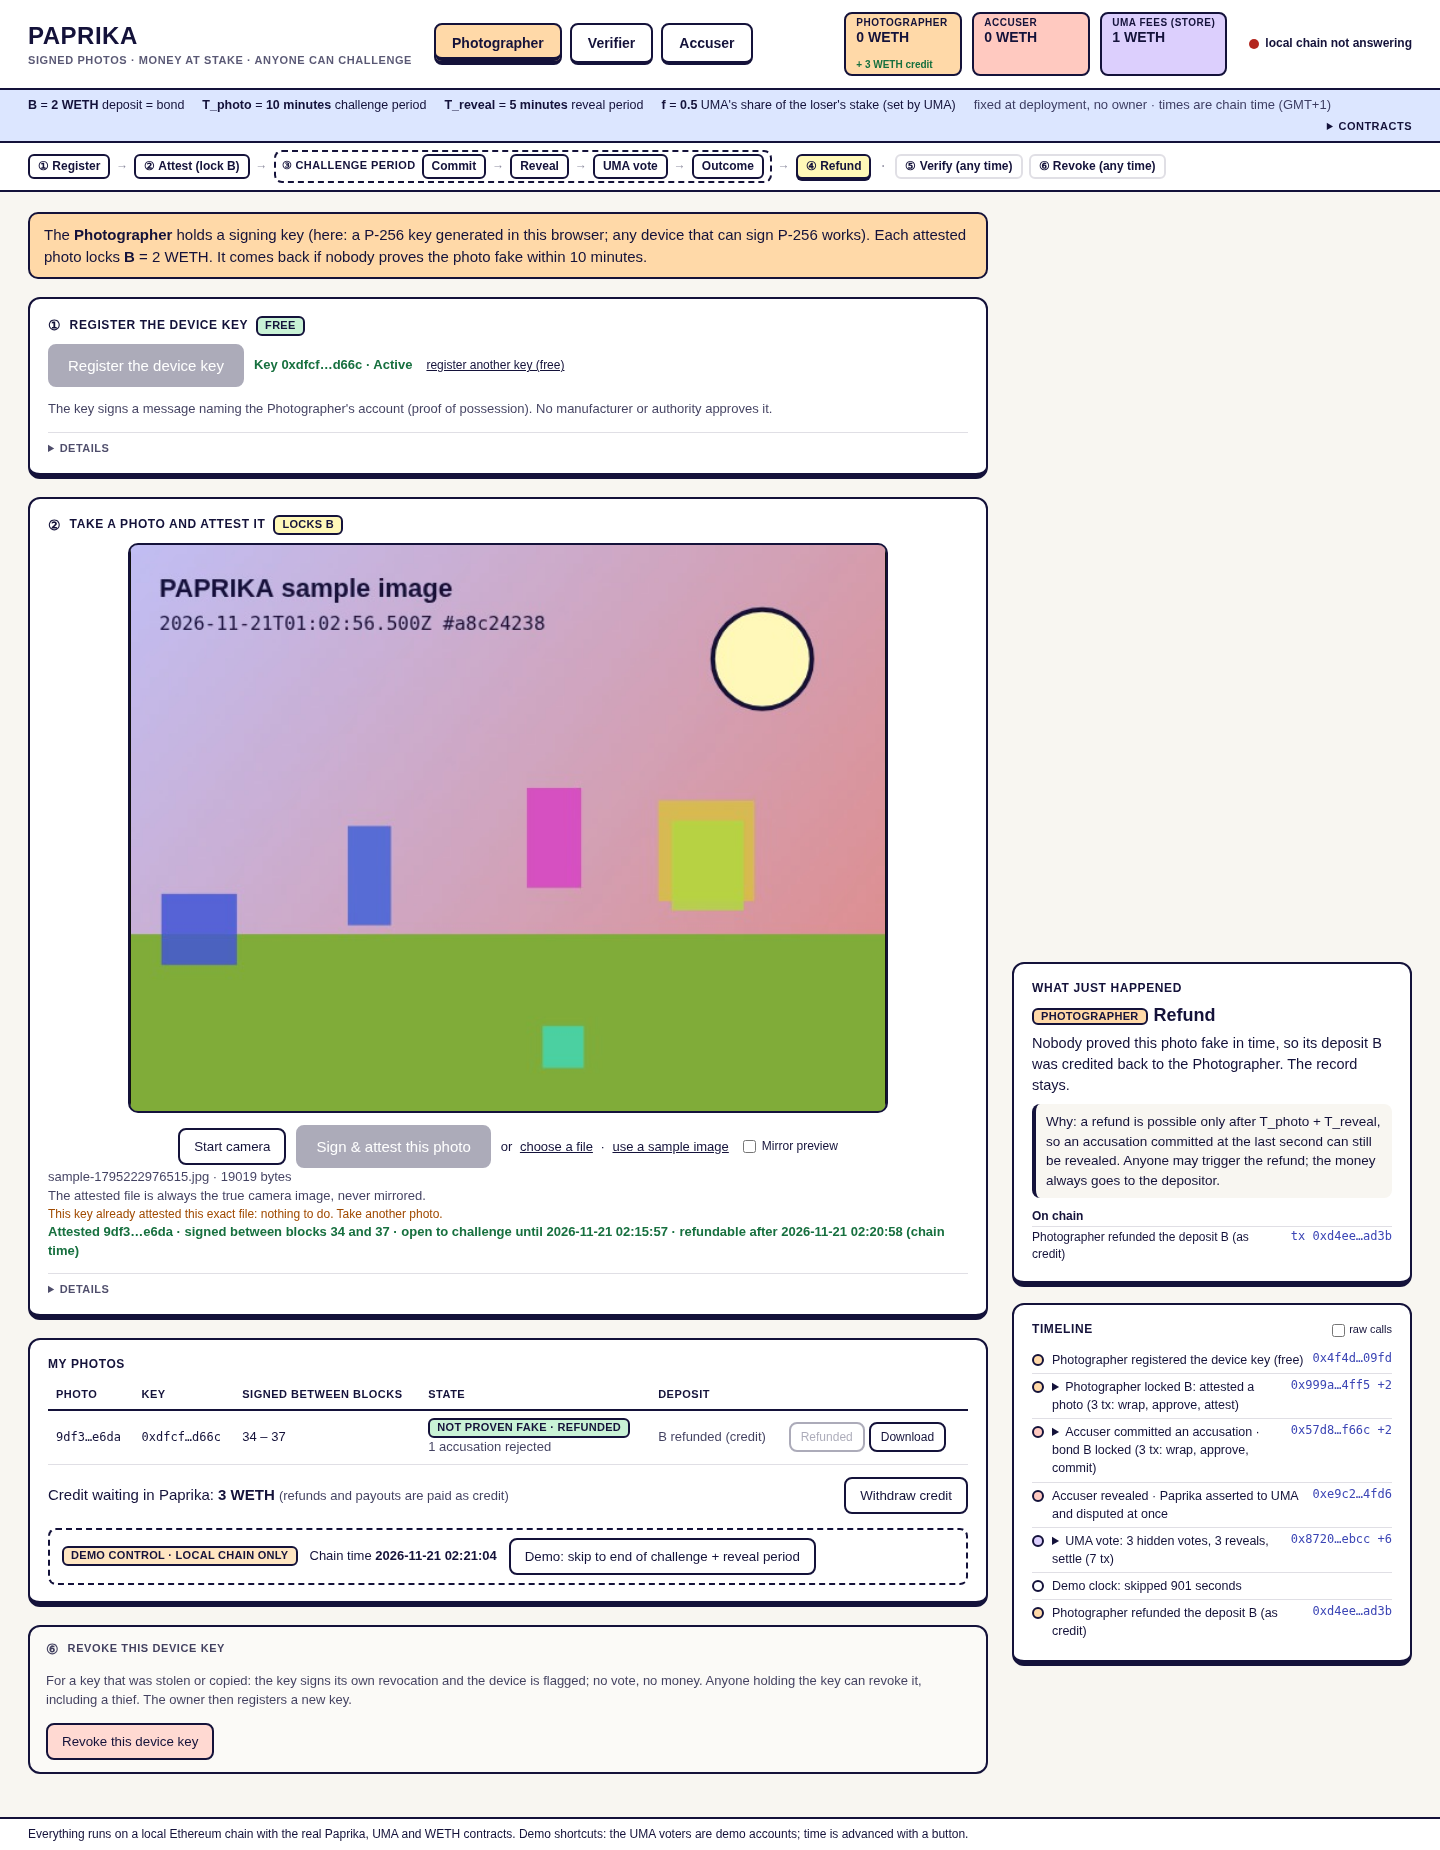 PAPRIKA
SIGNED PHOTOS · MONEY AT STAKE · ANYONE CAN CHALLENGE
Photographer
Verifier
Accuser
PHOTOGRAPHER
0 WETH
+ 3 WETH credit
ACCUSER
0 WETH
UMA FEES (STORE)
1 WETH
local chain not answering
B = 2 WETH deposit = bond T_photo = 10 minutes challenge period T_reveal = 5 minutes reveal period f = 0.5 UMA's share of the loser's stake (set by UMA) fixed at deployment, no owner · times are chain time (GMT+1)
▶ CONTRACTS
① Register → ② Attest (lock B) → ③ CHALLENGE PERIOD Commit → Reveal → UMA vote → Outcome → ④ Refund · ⑤ Verify (any time) ⑥ Revoke (any time)
The Photographer holds a signing key (here: a P-256 key generated in this browser; any device that can sign P-256 works). Each attested
photo locks B = 2 WETH. It comes back if nobody proves the photo fake within 10 minutes.
① REGISTER THE DEVICE KEY FREE
Register the device key Key 0xdfcf…d66c · Active register another key (free)
The key signs a message naming the Photographer's account (proof of possession). No manufacturer or authority approves it.
▶ DETAILS
② TAKE A PHOTO AND ATTEST IT LOCKS B
PAPRIKA sample image
2026-11-21T01:02:56.500Z #a8c24238
Start camera Sign & attest this photo or choose a file · use a sample image Mirror preview
sample-1795222976515.jpg · 19019 bytes
The attested file is always the true camera image, never mirrored.
This key already attested this exact file: nothing to do. Take another photo.
Attested 9df3…e6da · signed between blocks 34 and 37 · open to challenge until 2026-11-21 02:15:57 · refundable after 2026-11-21 02:20:58 (chain
time)
▶ DETAILS
MY PHOTOS
PHOTO KEY SIGNED BETWEEN BLOCKS STATE DEPOSIT
9df3…e6da 0xdfcf…d66c 34 – 37 NOT PROVEN FAKE · REFUNDED B refunded (credit) Refunded Download
1 accusation rejected
Credit waiting in Paprika: 3 WETH (refunds and payouts are paid as credit) Withdraw credit
DEMO CONTROL · LOCAL CHAIN ONLY Chain time 2026-11-21 02:21:04 Demo: skip to end of challenge + reveal period
⑥ REVOKE THIS DEVICE KEY
For a key that was stolen or copied: the key signs its own revocation and the device is flagged; no vote, no money. Anyone holding the key can revoke it,
including a thief. The owner then registers a new key.
Revoke this device key
WHAT JUST HAPPENED
PHOTOGRAPHER Refund
Nobody proved this photo fake in time, so its deposit B
was credited back to the Photographer. The record
stays.
Why: a refund is possible only after T_photo + T_reveal,
so an accusation committed at the last second can still
be revealed. Anyone may trigger the refund; the money
always goes to the depositor.
On chain
Photographer refunded the deposit B (as tx 0xd4ee…ad3b
credit)
TIMELINE raw calls
Photographer registered the device key (free) 0x4f4d…09fd
▶ Photographer locked B: attested a 0x999a…4ff5 +2
photo (3 tx: wrap, approve, attest)
▶ Accuser committed an accusation · 0x57d8…f66c +2
bond B locked (3 tx: wrap, approve,
commit)
Accuser revealed · Paprika asserted to UMA 0xe9c2…4fd6
and disputed at once
▶ UMA vote: 3 hidden votes, 3 reveals, 0x8720…ebcc +6
settle (7 tx)
Demo clock: skipped 901 seconds
Photographer refunded the deposit B (as 0xd4ee…ad3b
credit)
Everything runs on a local Ethereum chain with the real Paprika, UMA and WETH contracts. Demo shortcuts: the UMA voters are demo accounts; time is advanced with a button.